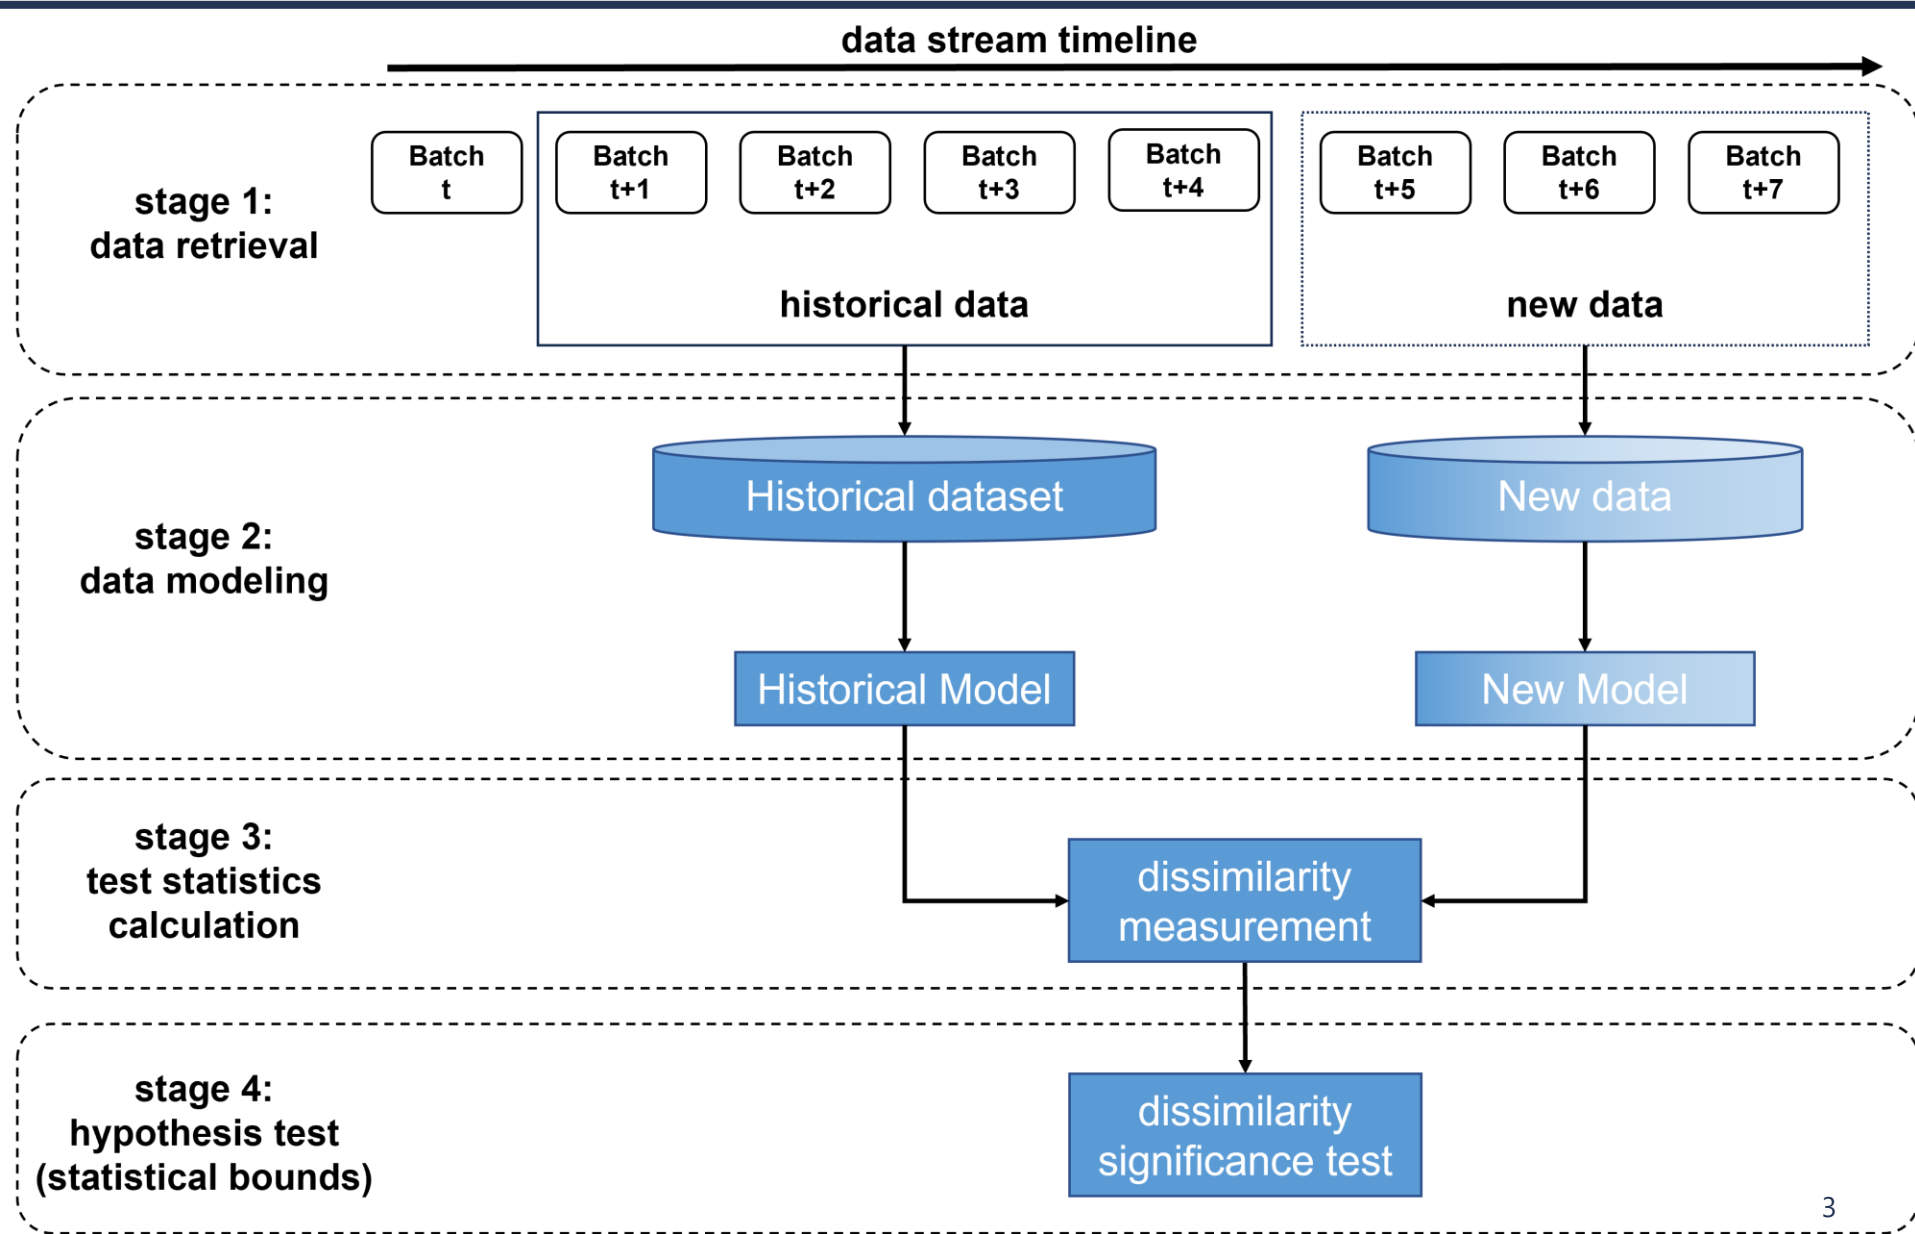 data stream timeline
stage 1:
data retrieval
Batch
t
Batch
t+1
Batch
t+2
Batch
t+3
Batch
t+4
historical data
Batch
t+5
Batch
t+6
Batch
t+7
new data
stage 2:
data modeling
Historical dataset
New data
Historical Model
New Model
stage 3:
test statistics
calculation
dissimilarity
measurement
stage 4:
hypothesis test
(statistical bounds)
dissimilarity
significance test
3